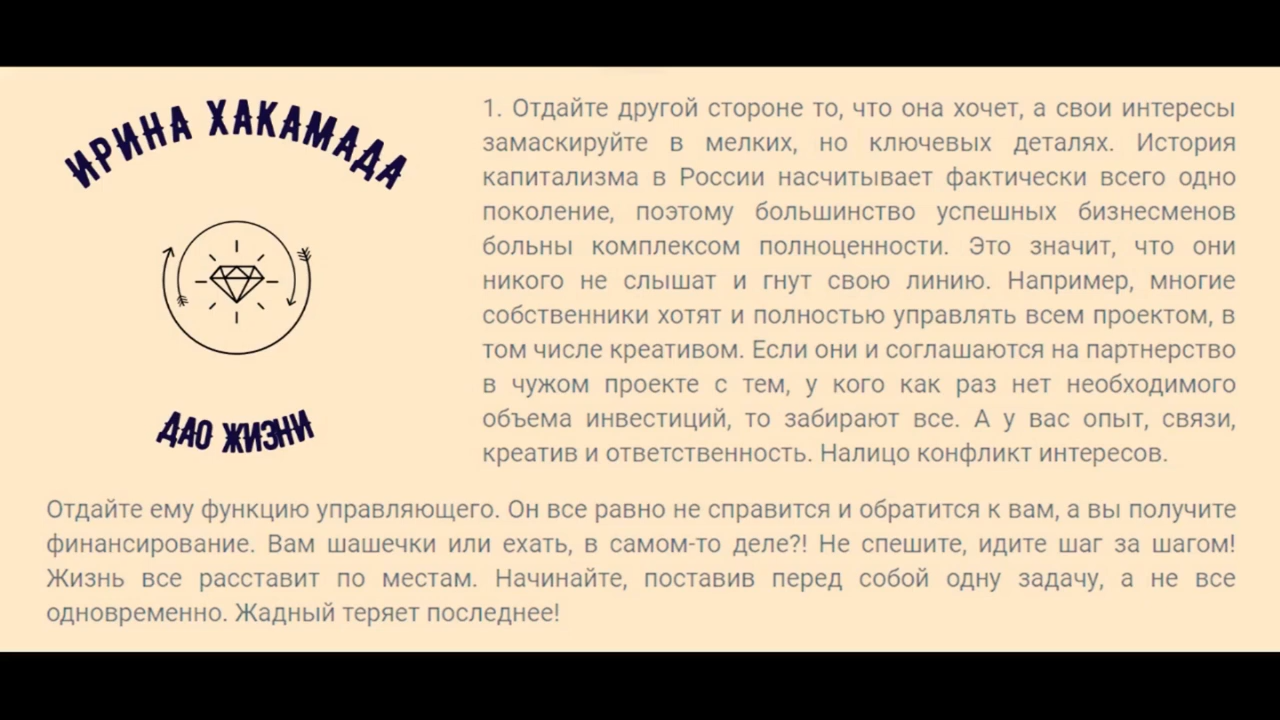 ИРИНА ХАКАМАДА
ДАО ЖИЗНИ
1. Отдайте другой стороне то, что она хочет, а свои интересы
замаскируйте в мелких, но ключевых деталях. История
капитализма в России насчитывает фактически всего одно
поколение, поэтому большинство успешных бизнесменов
больны комплексом полноценности. Это значит, что они
никого не слышат и гнут свою линию. Например, многие
собственники хотят и полностью управлять всем проектом, в
том числе креативом. Если они и соглашаются на партнерство
в чужом проекте с тем, у кого как раз нет необходимого
объема инвестиций, то забирают все. А у вас опыт, связи,
креатив и ответственность. Налицо конфликт интересов.
Отдайте ему функцию управляющего. Он все равно не справится и обратится к вам, а вы получите
финансирование. Вам шашечки или ехать, в самом-то деле?! Не спешите, идите шаг за шагом!
Жизнь все расставит по местам. Начинайте, поставив перед собой одну задачу, а не все
одновременно. Жадный теряет последнее!